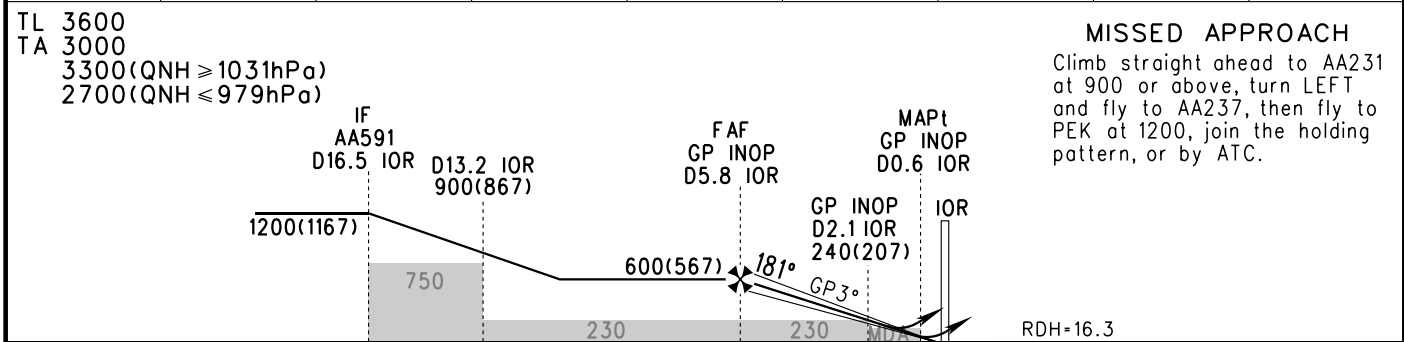 TL 3600
TA 3000
3300(QNH ≥ 1031hPa)
2700(QNH ≤ 979hPa)
MISSED APPROACH
Climb straight ahead to AA231
at 900 or above, turn LEFT
and fly to AA237, then fly to
PEK at 1200, join the holding
pattern, or by ATC.
IF
AA591
D16.5 IOR
D13.2 IOR
900(867)
FAF
GP INOP
D5.8 IOR
MAPt
GP INOP
D0.6 IOR
GP INOP
D2.1 IOR
240(207)
IOR
1200(1167)
600(567)
181°
GP3°
750
230
230
MDA
RDH=16.3